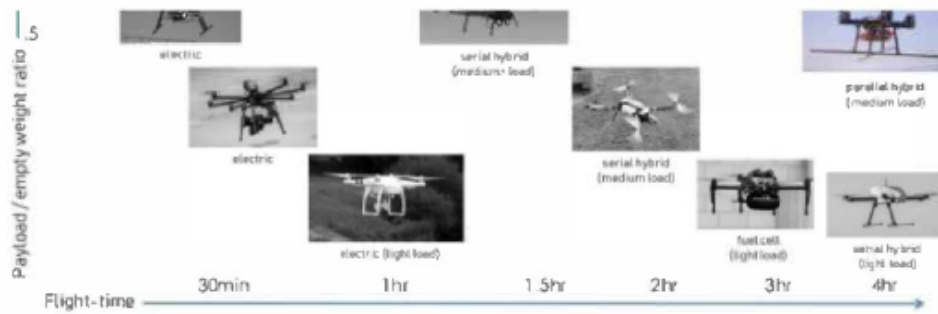 .5
Payload / empty weight ratio
electric
serial hybrid
(medium+ load)
parallel hybrid
(medium load)
electric
serial hybrid
(medium load)
electric (light load)
fuel cell
(light load)
serial hybrid
(light load)
30min
1hr
1.5hr
2hr
3hr
4hr
Flight-time